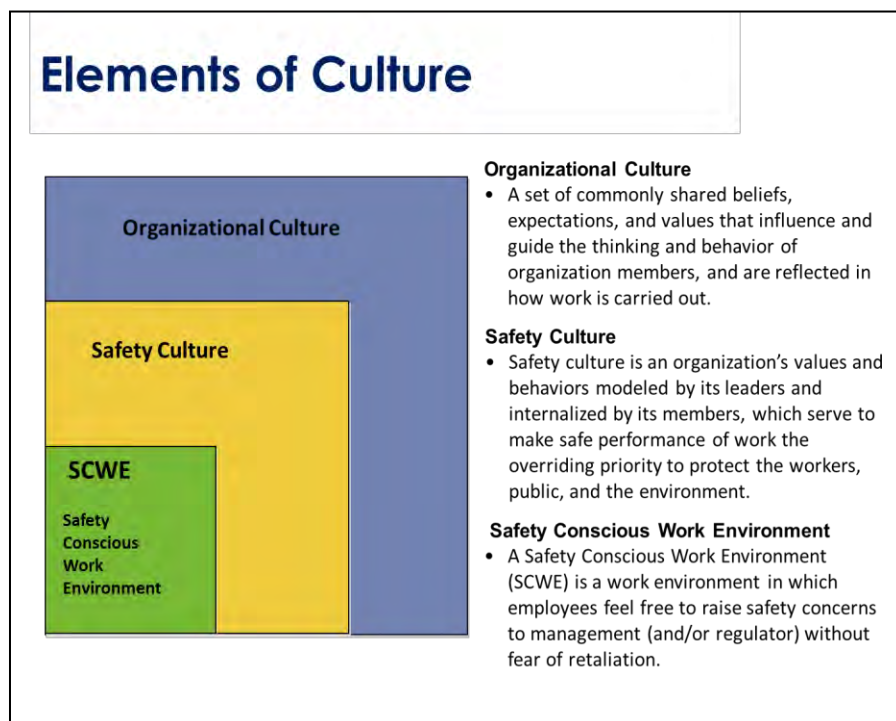 Elements of Culture
Organizational Culture
Safety Culture
SCWE
Safety
Conscious
Work
Environment
Organizational Culture
• A set of commonly shared beliefs,
expectations, and values that influence and
guide the thinking and behavior of
organization members, and are reflected in
how work is carried out.
Safety Culture
• Safety culture is an organization's values and
behaviors modeled by its leaders and
internalized by its members, which serve to
make safe performance of work the
overriding priority to protect the workers,
public, and the environment.
Safety Conscious Work Environment
• A Safety Conscious Work Environment
(SCWE) is a work environment in which
employees feel free to raise safety concerns
to management (and/or regulator) without
fear of retaliation.